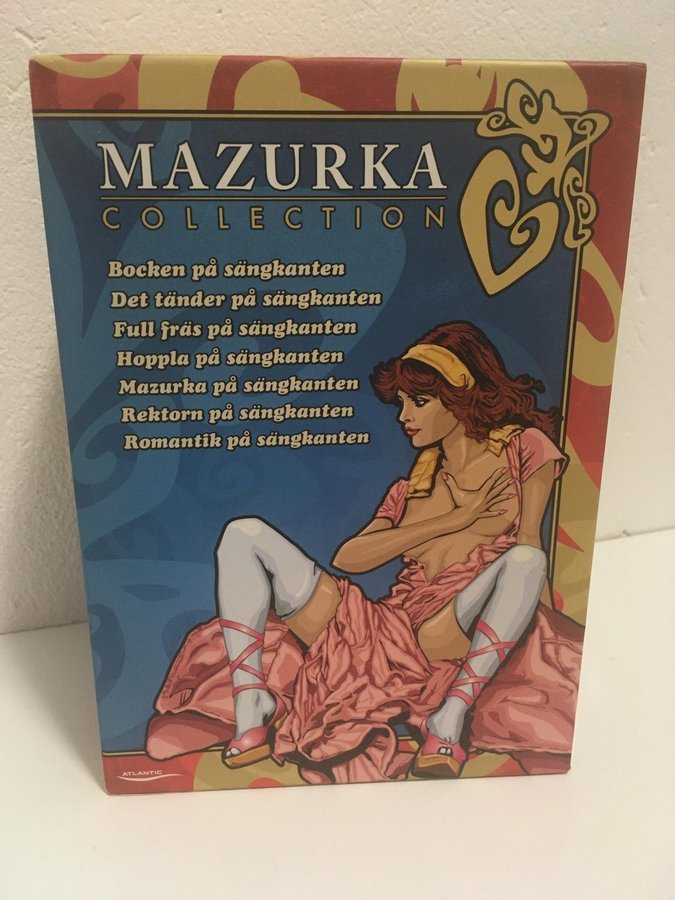 MAZURKA
COLLECTION
Bocken på sängkanten
Det tänder på sängkanten
Full fräs på sängkanten
Hoppla på sängkanten
Mazurka på sängkanten
Rektorn på sängkanten
Romantik på sängkanten
ATLANTIC